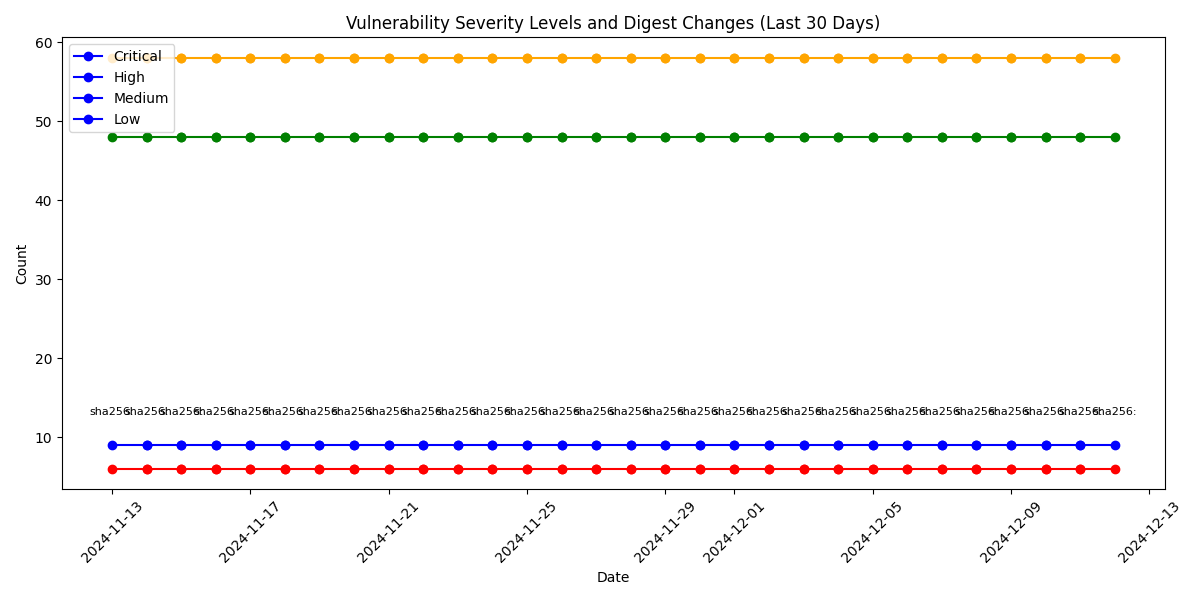 Vulnerability Severity Levels and Digest Changes (Last 30 Days)
60
Critical
High
Medium
Low
50
40
Count
30
20
sha256: sha256: sha256: sha256: sha256: sha256: sha256: sha256: sha256: sha256: sha256: sha256: sha256: sha256: sha256: sha256: sha256: sha256: sha256: sha256: sha256: sha256: sha256: sha256: sha256: sha256: sha256: sha256: sha256: sha256:
10
2024-11-13
2024-11-17
2024-11-21
2024-11-25
2024-11-29
2024-12-01
2024-12-05
2024-12-09
2024-12-13
Date